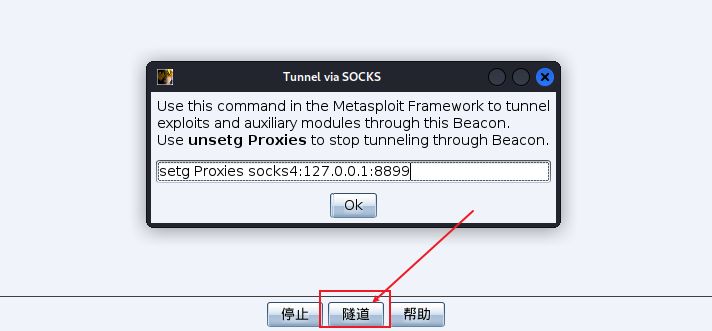 Tunnel via SOCKS
Use this command in the Metasploit Framework to tunnel
exploits and auxiliary modules through this Beacon.
Use unsetg Proxies to stop tunneling through Beacon.
setg Proxies socks4:127.0.0.1:8899
Ok
停止 隧道 帮助